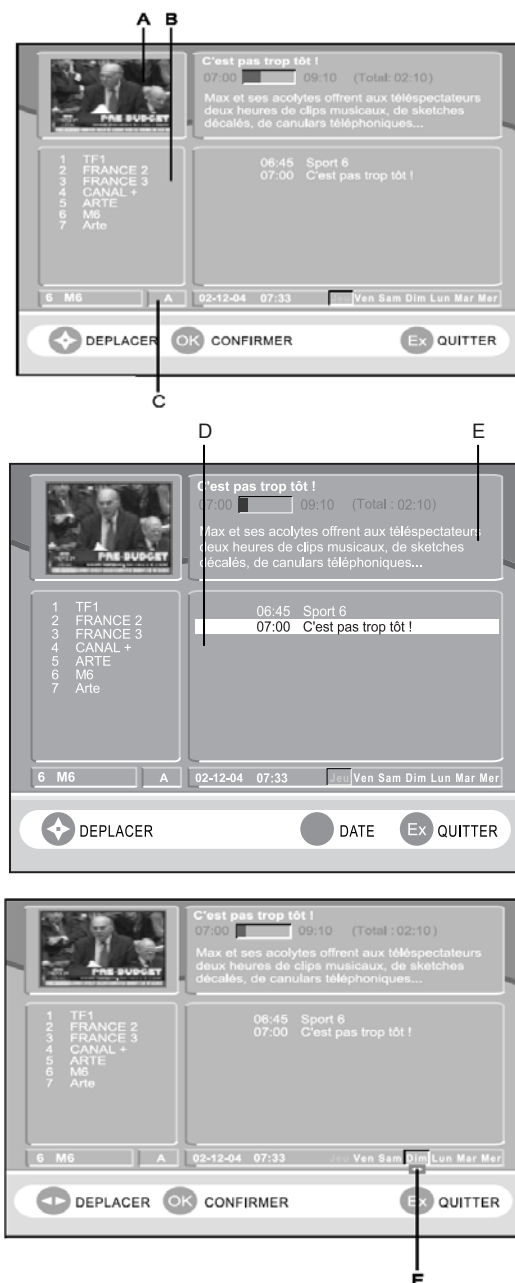 A B
C'est pas trop tôt !
07:00 09:10 (Total: 02:10)
Max et ses acolytes offrent aux téléspectateurs
deux heures de clips musicaux, de sketches
décalés, de canulars téléphoniques...
PRE-BUDGET
1 TF1
2 FRANCE 2
3 FRANCE 3
4 CANAL +
5 ARTE
6 M6
7 Arte
06:45 Sport 6
07:00 C'est pas trop tôt !
6 M6 A 02-12-04 07:33 Jeu Ven Sam Dim Lun Mar Mer
DEPLACER OK CONFIRMER Ex QUITTER
C
D E
C'est pas trop tôt !
07:00 09:10 (Total : 02:10)
Max et ses acolytes offrent aux téléspectateurs
deux heures de clips musicaux, de sketches
décalés, de canulars téléphoniques...
PRE-BUDGET
1 TF1
2 FRANCE 2
3 FRANCE 3
4 CANAL +
5 ARTE
6 M6
7 Arte
06:45 Sport 6
07:00 C'est pas trop tôt !
6 M6 A 02-12-04 07:33 Jeu Ven Sam Dim Lun Mar Mer
DEPLACER DATE Ex QUITTER
C'est pas trop tôt !
07:00 09:10 (Total : 02:10)
Max et ses acolytes offrent aux téléspectateurs
deux heures de clips musicaux, de sketches
décalés, de canulars téléphoniques...
PRE-BUDGET
1 TF1
2 FRANCE 2
3 FRANCE 3
4 CANAL +
5 ARTE
6 M6
7 Arte
06:45 Sport 6
07:00 C'est pas trop tôt !
6 M6 A 02-12-04 07:33 Jeu Ven Sam Dim Lun Mar Mer
DEPLACER OK CONFIRMER Ex QUITTER